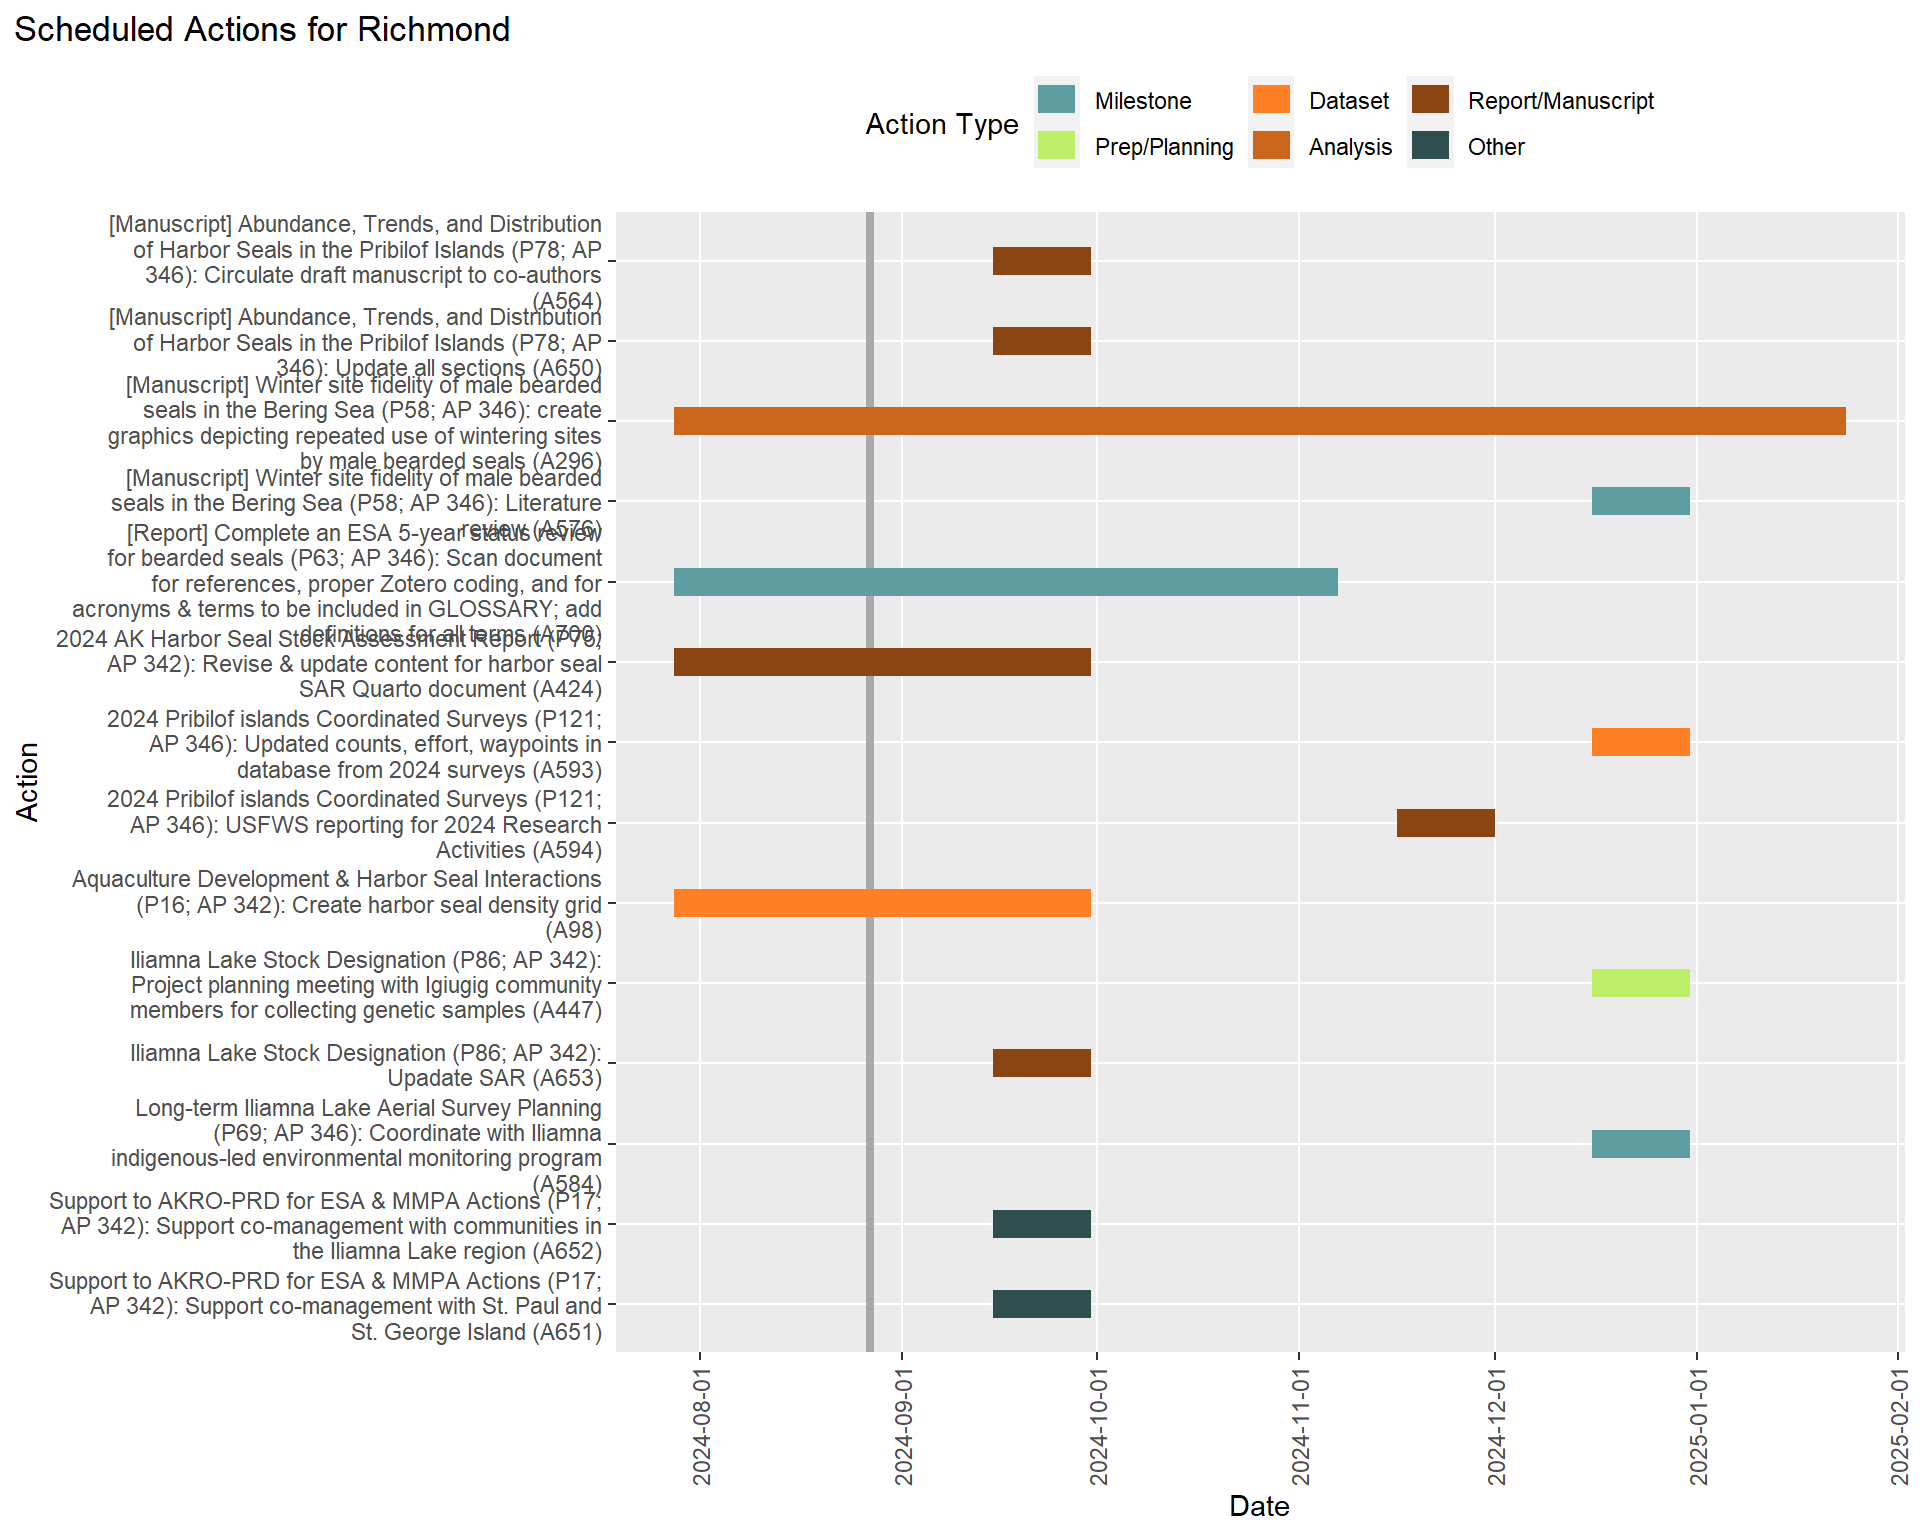 Scheduled Actions for Richmond
Action Type
Milestone
Dataset
Report/Manuscript
Prep/Planning
Analysis
Other
[Manuscript] Abundance, Trends, and Distribution
of Harbor Seals in the Pribilof Islands (P78; AP
346): Circulate draft manuscript to co-authors
(A564)
[Manuscript] Abundance, Trends, and Distribution
of Harbor Seals in the Pribilof Islands (P78; AP
346): Update all sections (A650)
[Manuscript] Winter site fidelity of male bearded
seals in the Bering Sea (P58; AP 346): create
graphics depicting repeated use of wintering sites
by male bearded seals (A296)
[Manuscript] Winter site fidelity of male bearded
seals in the Bering Sea (P58; AP 346): Literature
review (A576)
[Report] Complete an ESA 5-year status review
for bearded seals (P63; AP 346): Scan document
for references, proper Zotero coding, and for
acronyms & terms to be included in GLOSSARY; add
definitions for all terms (A700)
2024 AK Harbor Seal Stock Assessment Report (P75;
AP 342): Revise & update content for harbor seal
SAR Quarto document (A424)
2024 Pribilof islands Coordinated Surveys (P121;
AP 346): Updated counts, effort, waypoints in
database from 2024 surveys (A593)
2024 Pribilof islands Coordinated Surveys (P121;
AP 346): USFWS reporting for 2024 Research
Activities (A594)
Aquaculture Development & Harbor Seal Interactions
(P16; AP 342): Create harbor seal density grid
(A98)
Iliamna Lake Stock Designation (P86; AP 342):
Project planning meeting with Igiugig community
members for collecting genetic samples (A447)
Iliamna Lake Stock Designation (P86; AP 342):
Upadate SAR (A653)
Long-term Iliamna Lake Aerial Survey Planning
(P69; AP 346): Coordinate with Iliamna
indigenous-led environmental monitoring program
(A584)
Support to AKRO-PRD for ESA & MMPA Actions (P17;
AP 342): Support co-management with communities in
the Iliamna Lake region (A652)
Support to AKRO-PRD for ESA & MMPA Actions (P17;
AP 342): Support co-management with St. Paul and
St. George Island (A651)
Action
2024-08-01
2024-09-01
2024-10-01
2024-11-01
2024-12-01
2025-01-01
2025-02-01
Date